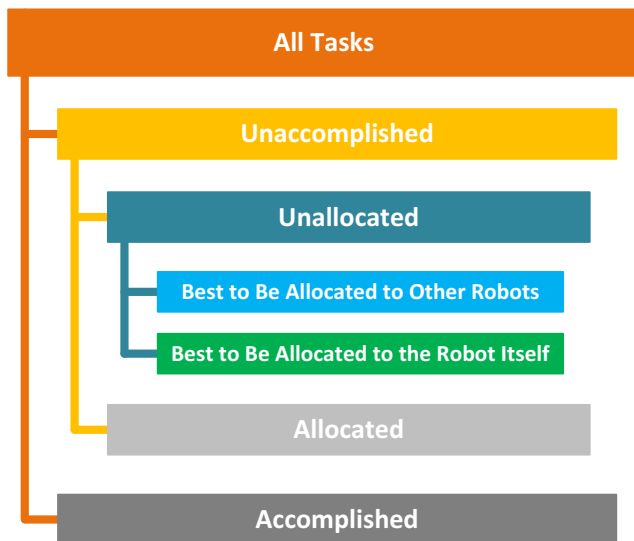 All Tasks
Unaccomplished
Unallocated
Best to Be Allocated to Other Robots
Best to Be Allocated to the Robot Itself
Allocated
Accomplished